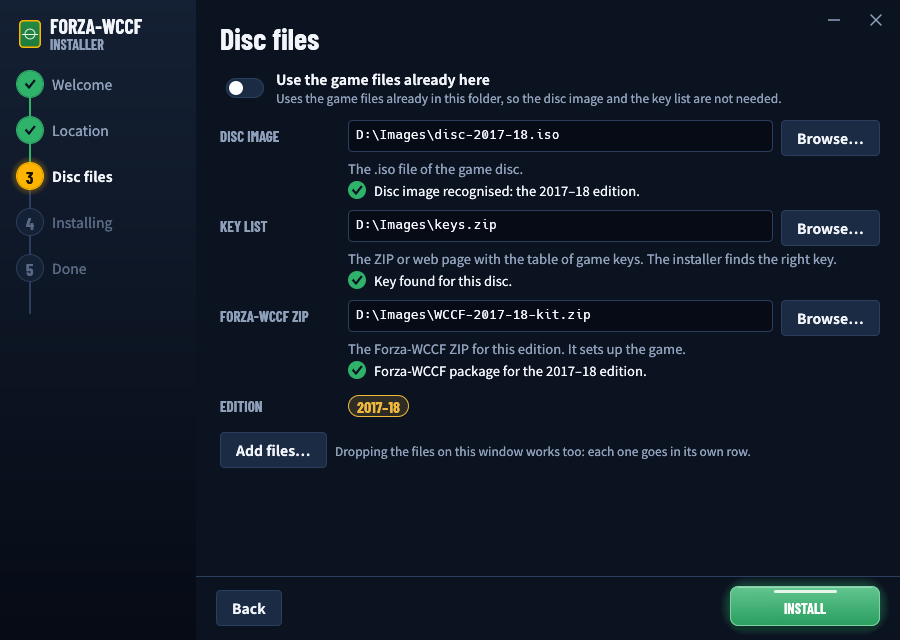 FORZA-WCCF
INSTALLER
Welcome
Location
3 Disc files
4 Installing
5 Done
Disc files
Use the game files already here
Uses the game files already in this folder, so the disc image and the key list are not needed.
DISC IMAGE
D:\Images\disc-2017-18.iso
Browse...
The .iso file of the game disc.
Disc image recognised: the 2017–18 edition.
KEY LIST
D:\Images\keys.zip
Browse...
The ZIP or web page with the table of game keys. The installer finds the right key.
Key found for this disc.
FORZA-WCCF ZIP
D:\Images\WCCF-2017-18-kit.zip
Browse...
The Forza-WCCF ZIP for this edition. It sets up the game.
Forza-WCCF package for the 2017–18 edition.
EDITION
2017–18
Add files...
Dropping the files on this window works too: each one goes in its own row.
Back
INSTALL